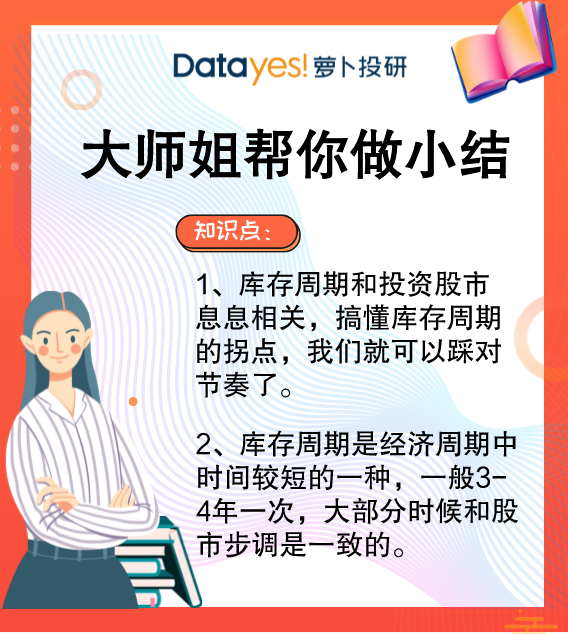 Datayes! 萝卜投研
大师姐帮你做小结
知识点：
1、库存周期和投资股市
息息相关，搞懂库存周期
的拐点，我们就可以踩对
节奏了。
2、库存周期是经济周期中
时间较短的一种，一般3-
4年一次，大部分时候和股
市步调是一致的。